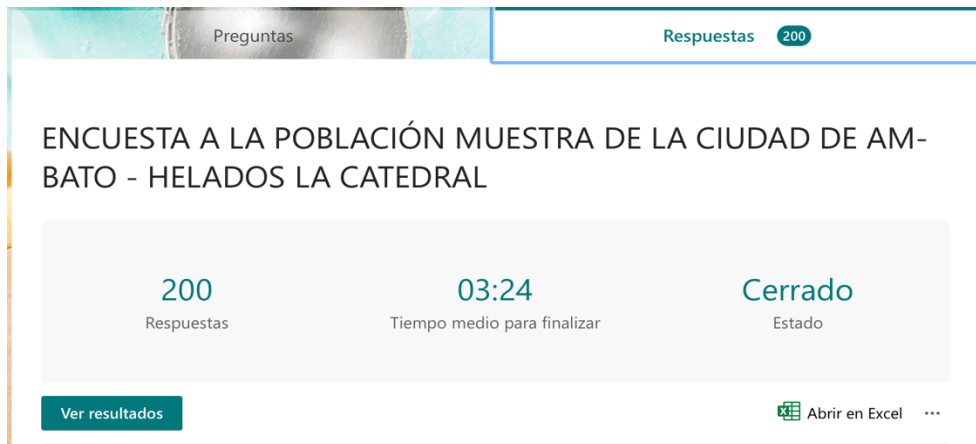 Preguntas
Respuestas 200
ENCUESTA A LA POBLACIÓN MUESTRA DE LA CIUDAD DE AM-
BATO - HELADOS LA CATEDRAL
200 03:24 Cerrado
Respuestas Tiempo medio para finalizar Estado
Ver resultados Abrir en Excel ...